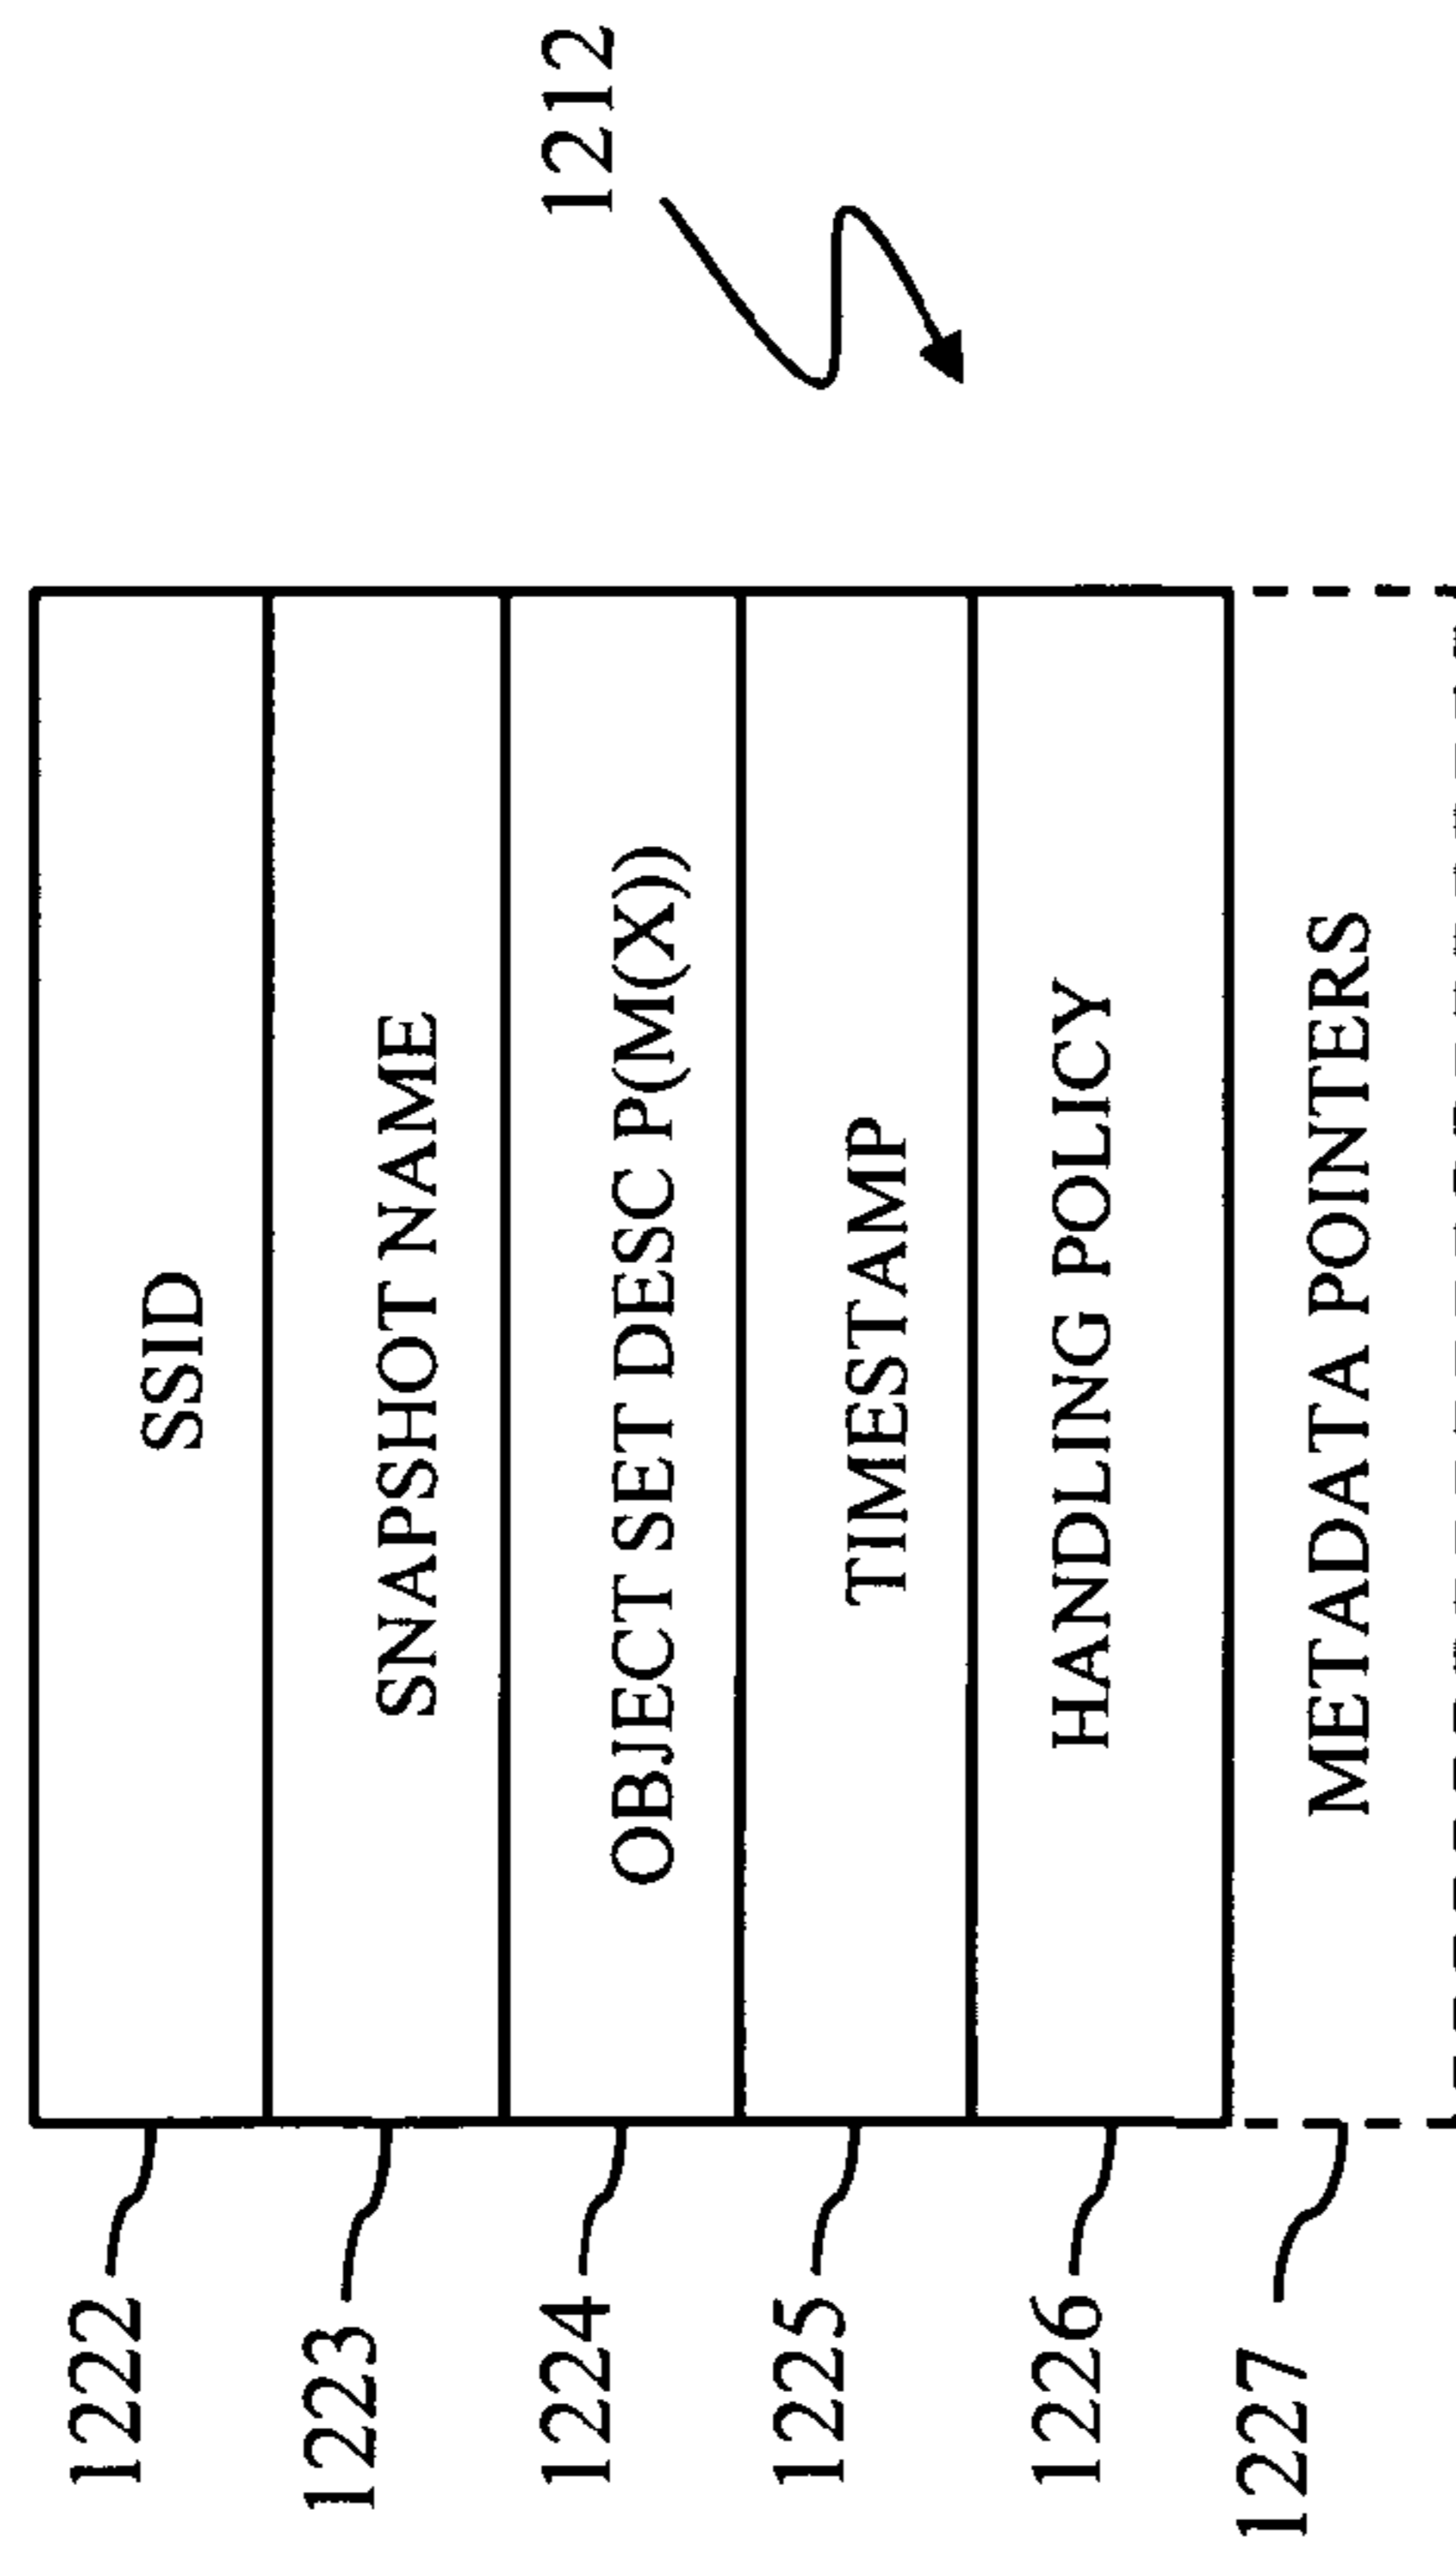 1212
1222 SSID
1223 SNAPSHOT NAME
1224 OBJECT SET DESC P(M(X))
1225 TIMESTAMP
1226 HANDLING POLICY
1227 METADATA POINTERS